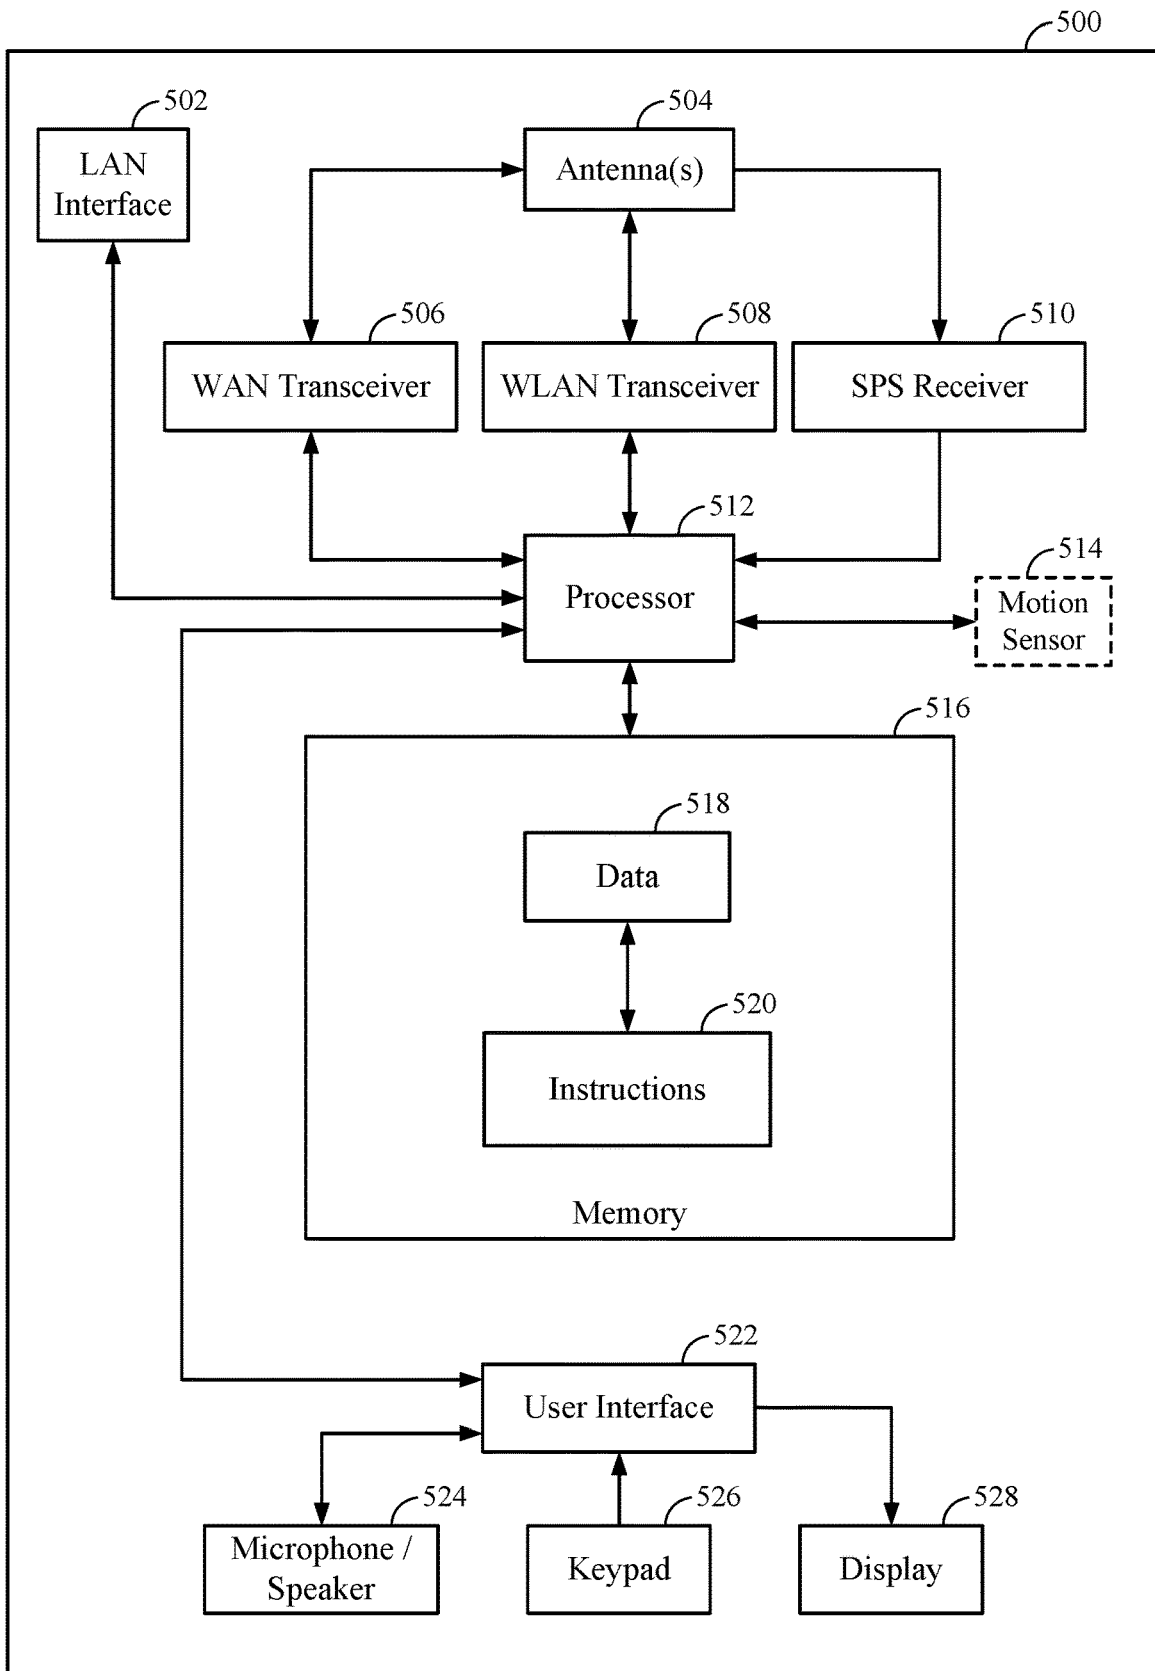 500
502
504
LAN
Interface
Antenna(s)
506
508
510
WAN Transceiver
WLAN Transceiver
SPS Receiver
512
514
Processor
Motion
Sensor
516
518
Data
520
Instructions
Memory
522
User Interface
524
526
528
Microphone /
Speaker
Keypad
Display